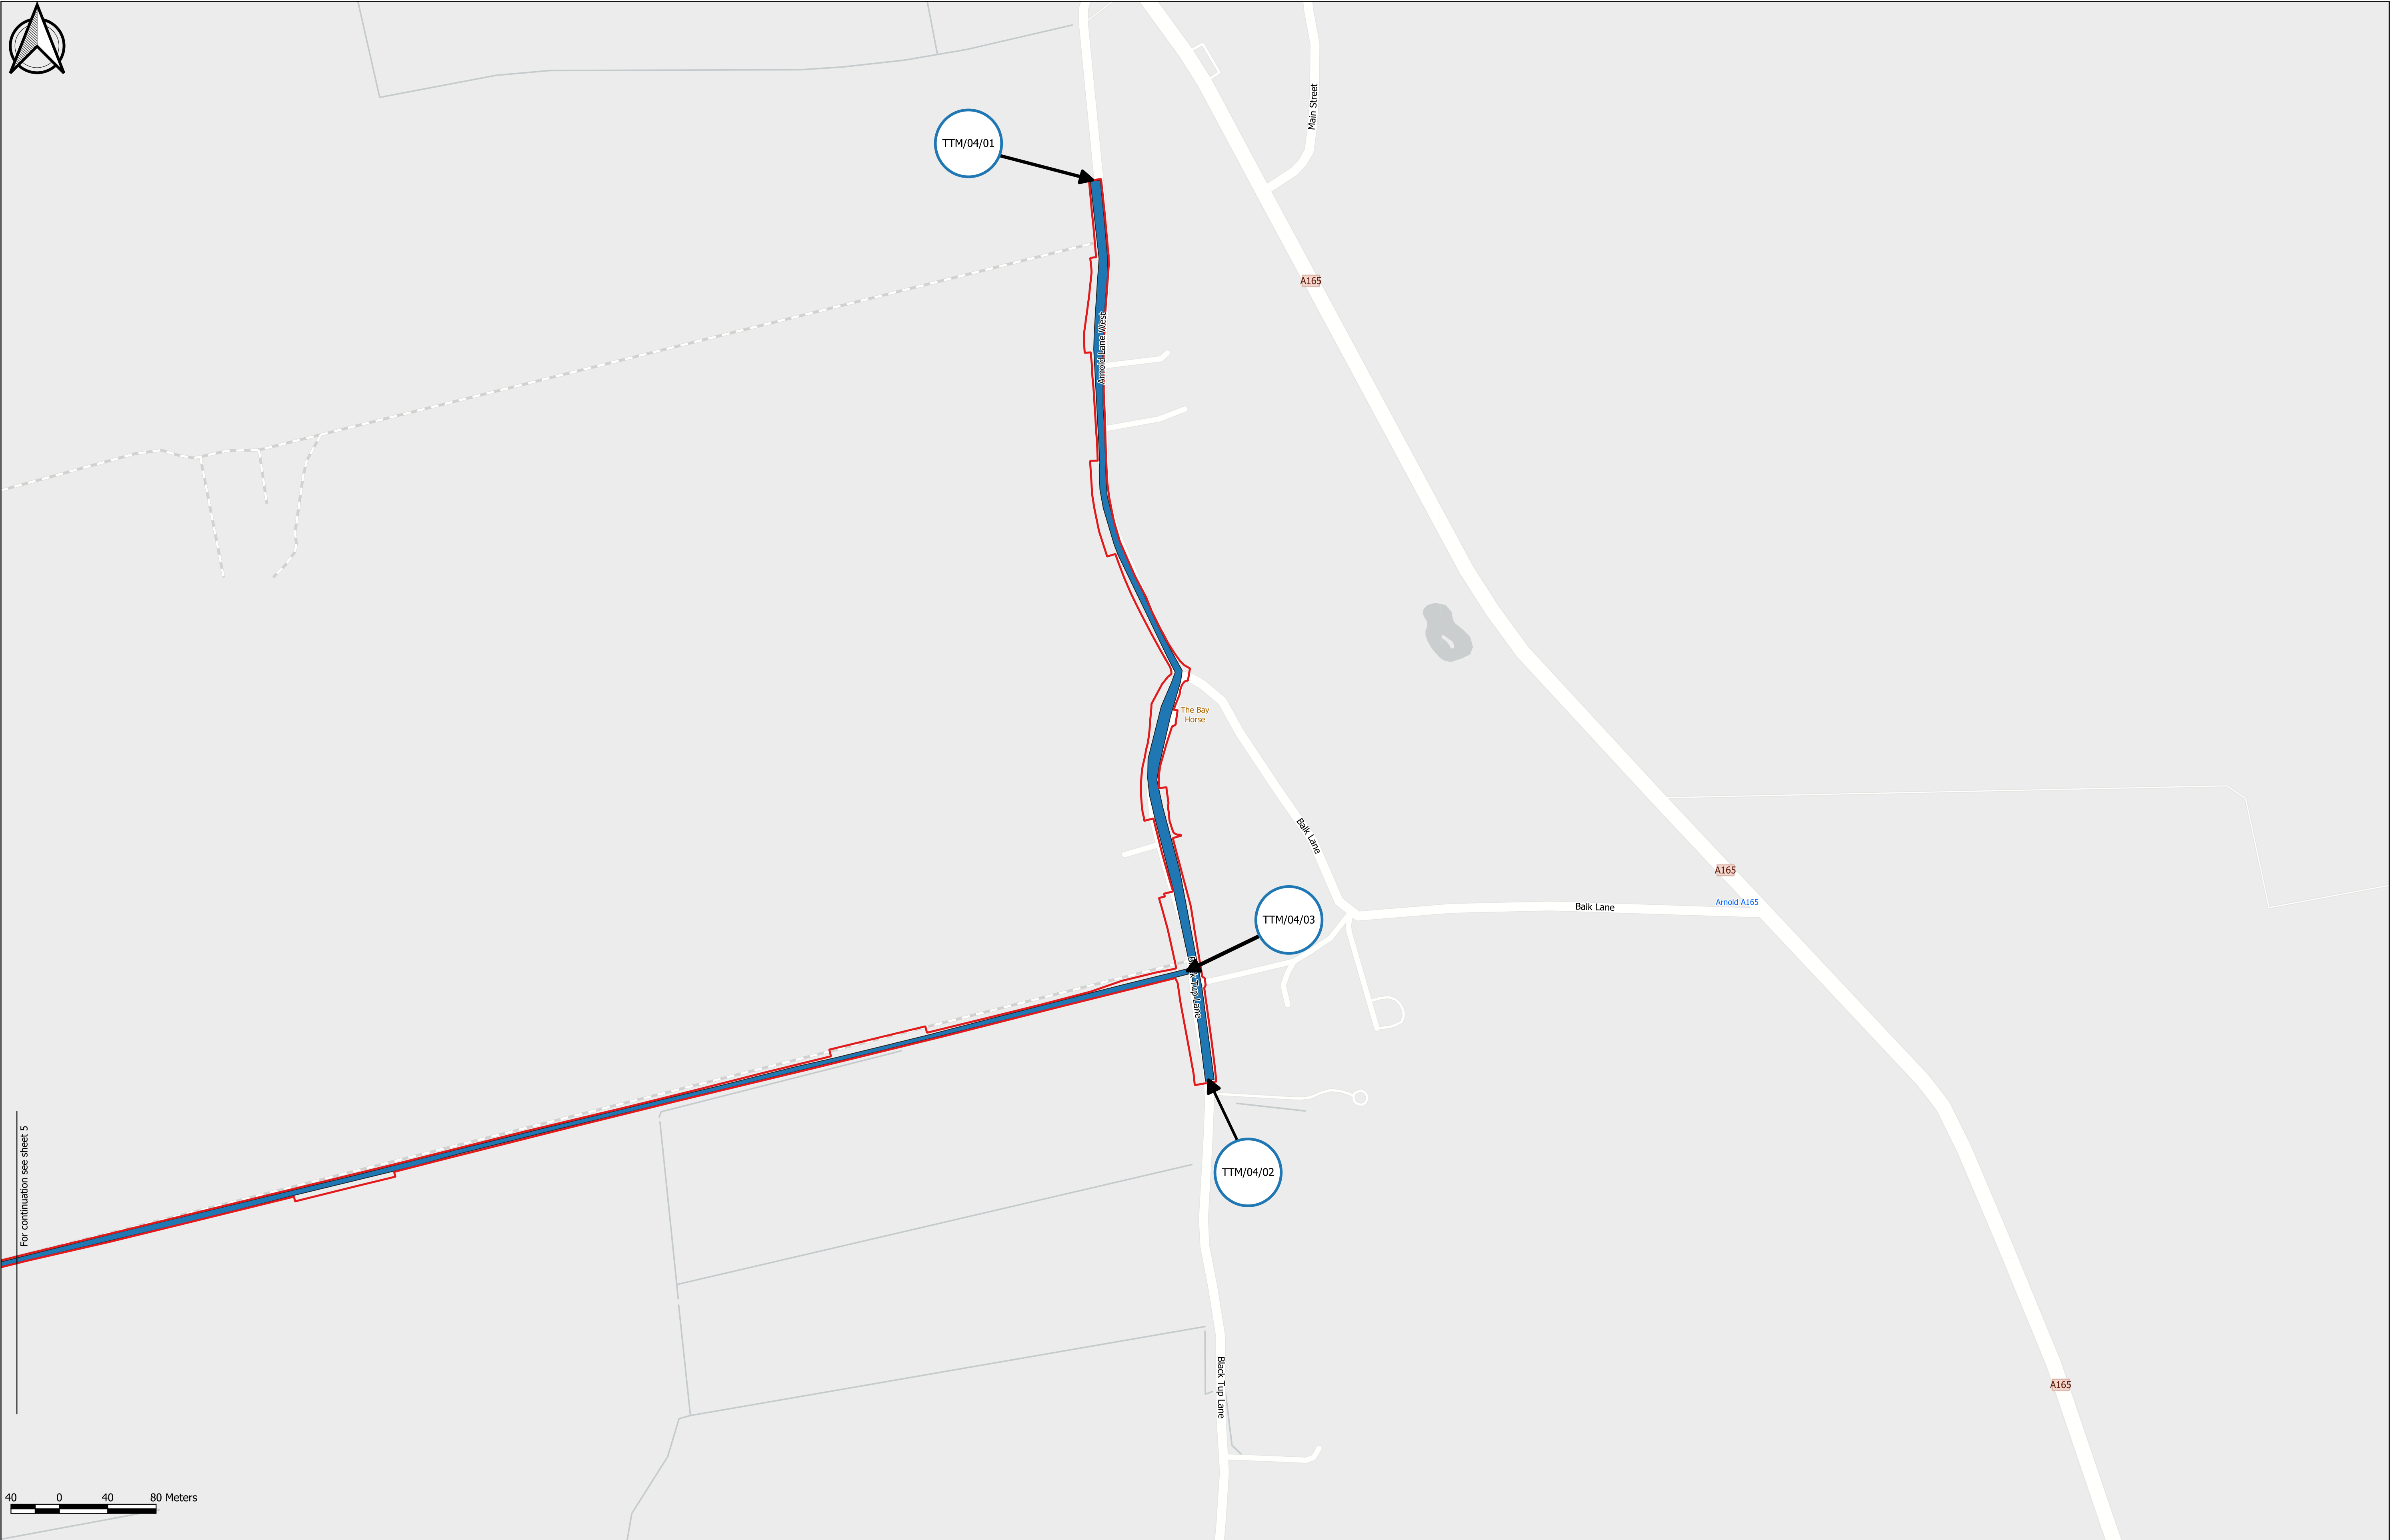 Main Street
TTM/04/01
A165
Arnold Lane West
The Bay
Horse
Balk Lane
A165
Arnold A165
Balk Lane
TTM/04/03
Tup Lane
TTM/04/02
For continuation see sheet 5
Black Tup Lane
A165
40 0 40 80 Meters